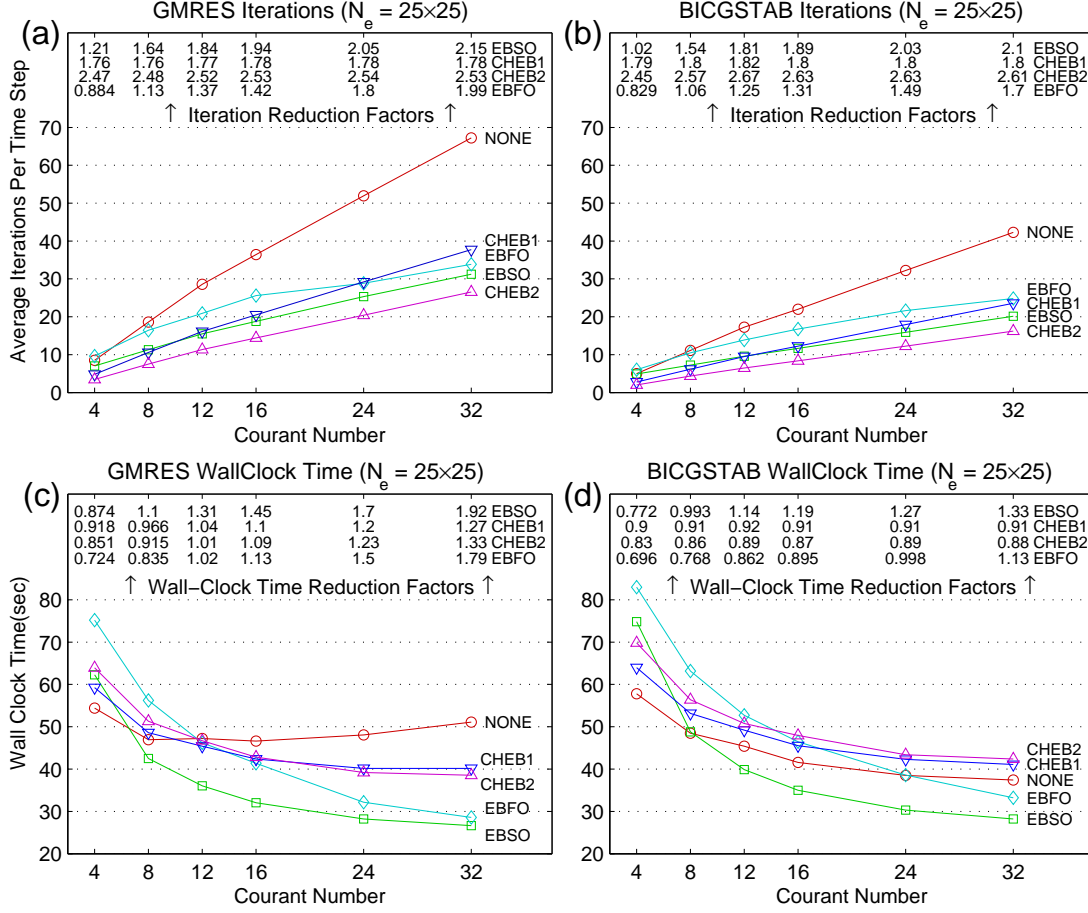 (a)
GMRES Iterations (N_e = 25×25)
1.21 1.64 1.84 1.94 2.05 2.15 EBSO
1.76 1.76 1.77 1.78 1.78 1.78 CHEB1
2.47 2.48 2.52 2.53 2.54 2.53 CHEB2
0.884 1.13 1.37 1.42 1.8 1.99 EBFO
↑ Iteration Reduction Factors ↑
70
60
50
40
30
20
10
0
Average Iterations Per Time Step
NONE
CHEB1
EBFO
EBSO
CHEB2
4 8 12 16 24 32
Courant Number
(b)
BICGSTAB Iterations (N_e = 25×25)
1.02 1.54 1.81 1.89 2.03 2.1 EBSO
1.79 1.8 1.82 1.8 1.8 1.8 CHEB1
2.45 2.57 2.67 2.63 2.63 2.61 CHEB2
0.829 1.06 1.25 1.31 1.49 1.7 EBFO
↑ Iteration Reduction Factors ↑
70
60
50
40
30
20
10
0
NONE
EBFO
CHEB1
EBSO
CHEB2
4 8 12 16 24 32
Courant Number
(c)
GMRES WallClock Time (N_e = 25×25)
0.874 1.1 1.31 1.45 1.7 1.92 EBSO
0.918 0.966 1.04 1.1 1.2 1.27 CHEB1
0.851 0.915 1.01 1.09 1.23 1.33 CHEB2
0.724 0.835 1.02 1.13 1.5 1.79 EBFO
↑ Wall−Clock Time Reduction Factors ↑
80
70
60
50
40
30
20
Wall Clock Time(sec)
NONE
CHEB1
CHEB2
EBFO
EBSO
4 8 12 16 24 32
Courant Number
(d)
BICGSTAB WallClock Time (N_e = 25×25)
0.772 0.993 1.14 1.19 1.27 1.33 EBSO
0.9 0.91 0.92 0.91 0.91 0.91 CHEB1
0.83 0.86 0.89 0.87 0.89 0.88 CHEB2
0.696 0.768 0.862 0.895 0.998 1.13 EBFO
↑ Wall−Clock Time Reduction Factors ↑
80
70
60
50
40
30
20
CHEB2
CHEB1
NONE
EBFO
EBSO
4 8 12 16 24 32
Courant Number